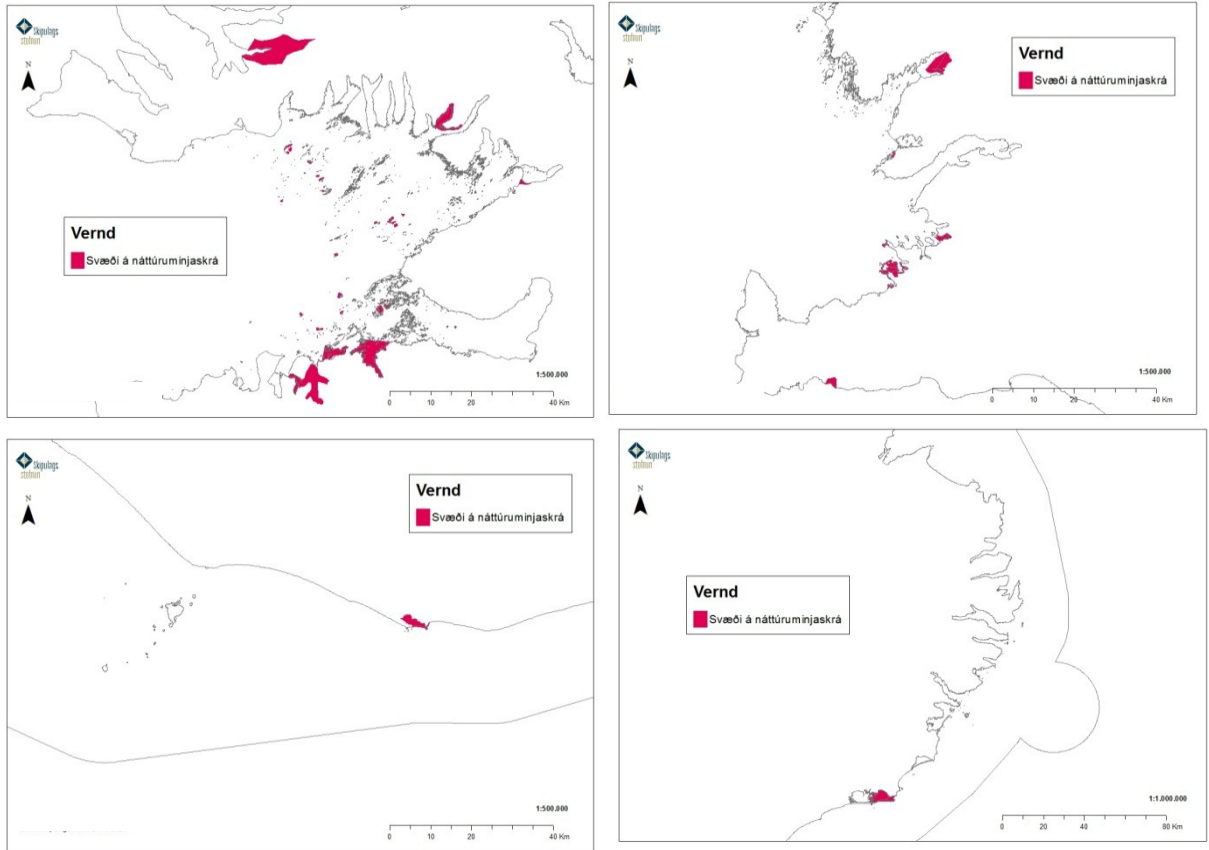 Skipulags
stofnun
N
Vernd
Svæði á náttúruminjaskrá
1:500.000
0 10 20 40 Km
Skipulags
stofnun
N
Vernd
Svæði á náttúruminjaskrá
1:500.000
0 10 20 40 Km
Skipulags
stofnun
N
Vernd
Svæði á náttúruminjaskrá
1:500.000
0 10 20 40 Km
Skipulags
stofnun
N
Vernd
Svæði á náttúruminjaskrá
1:1.000.000
0 20 40 80 Km